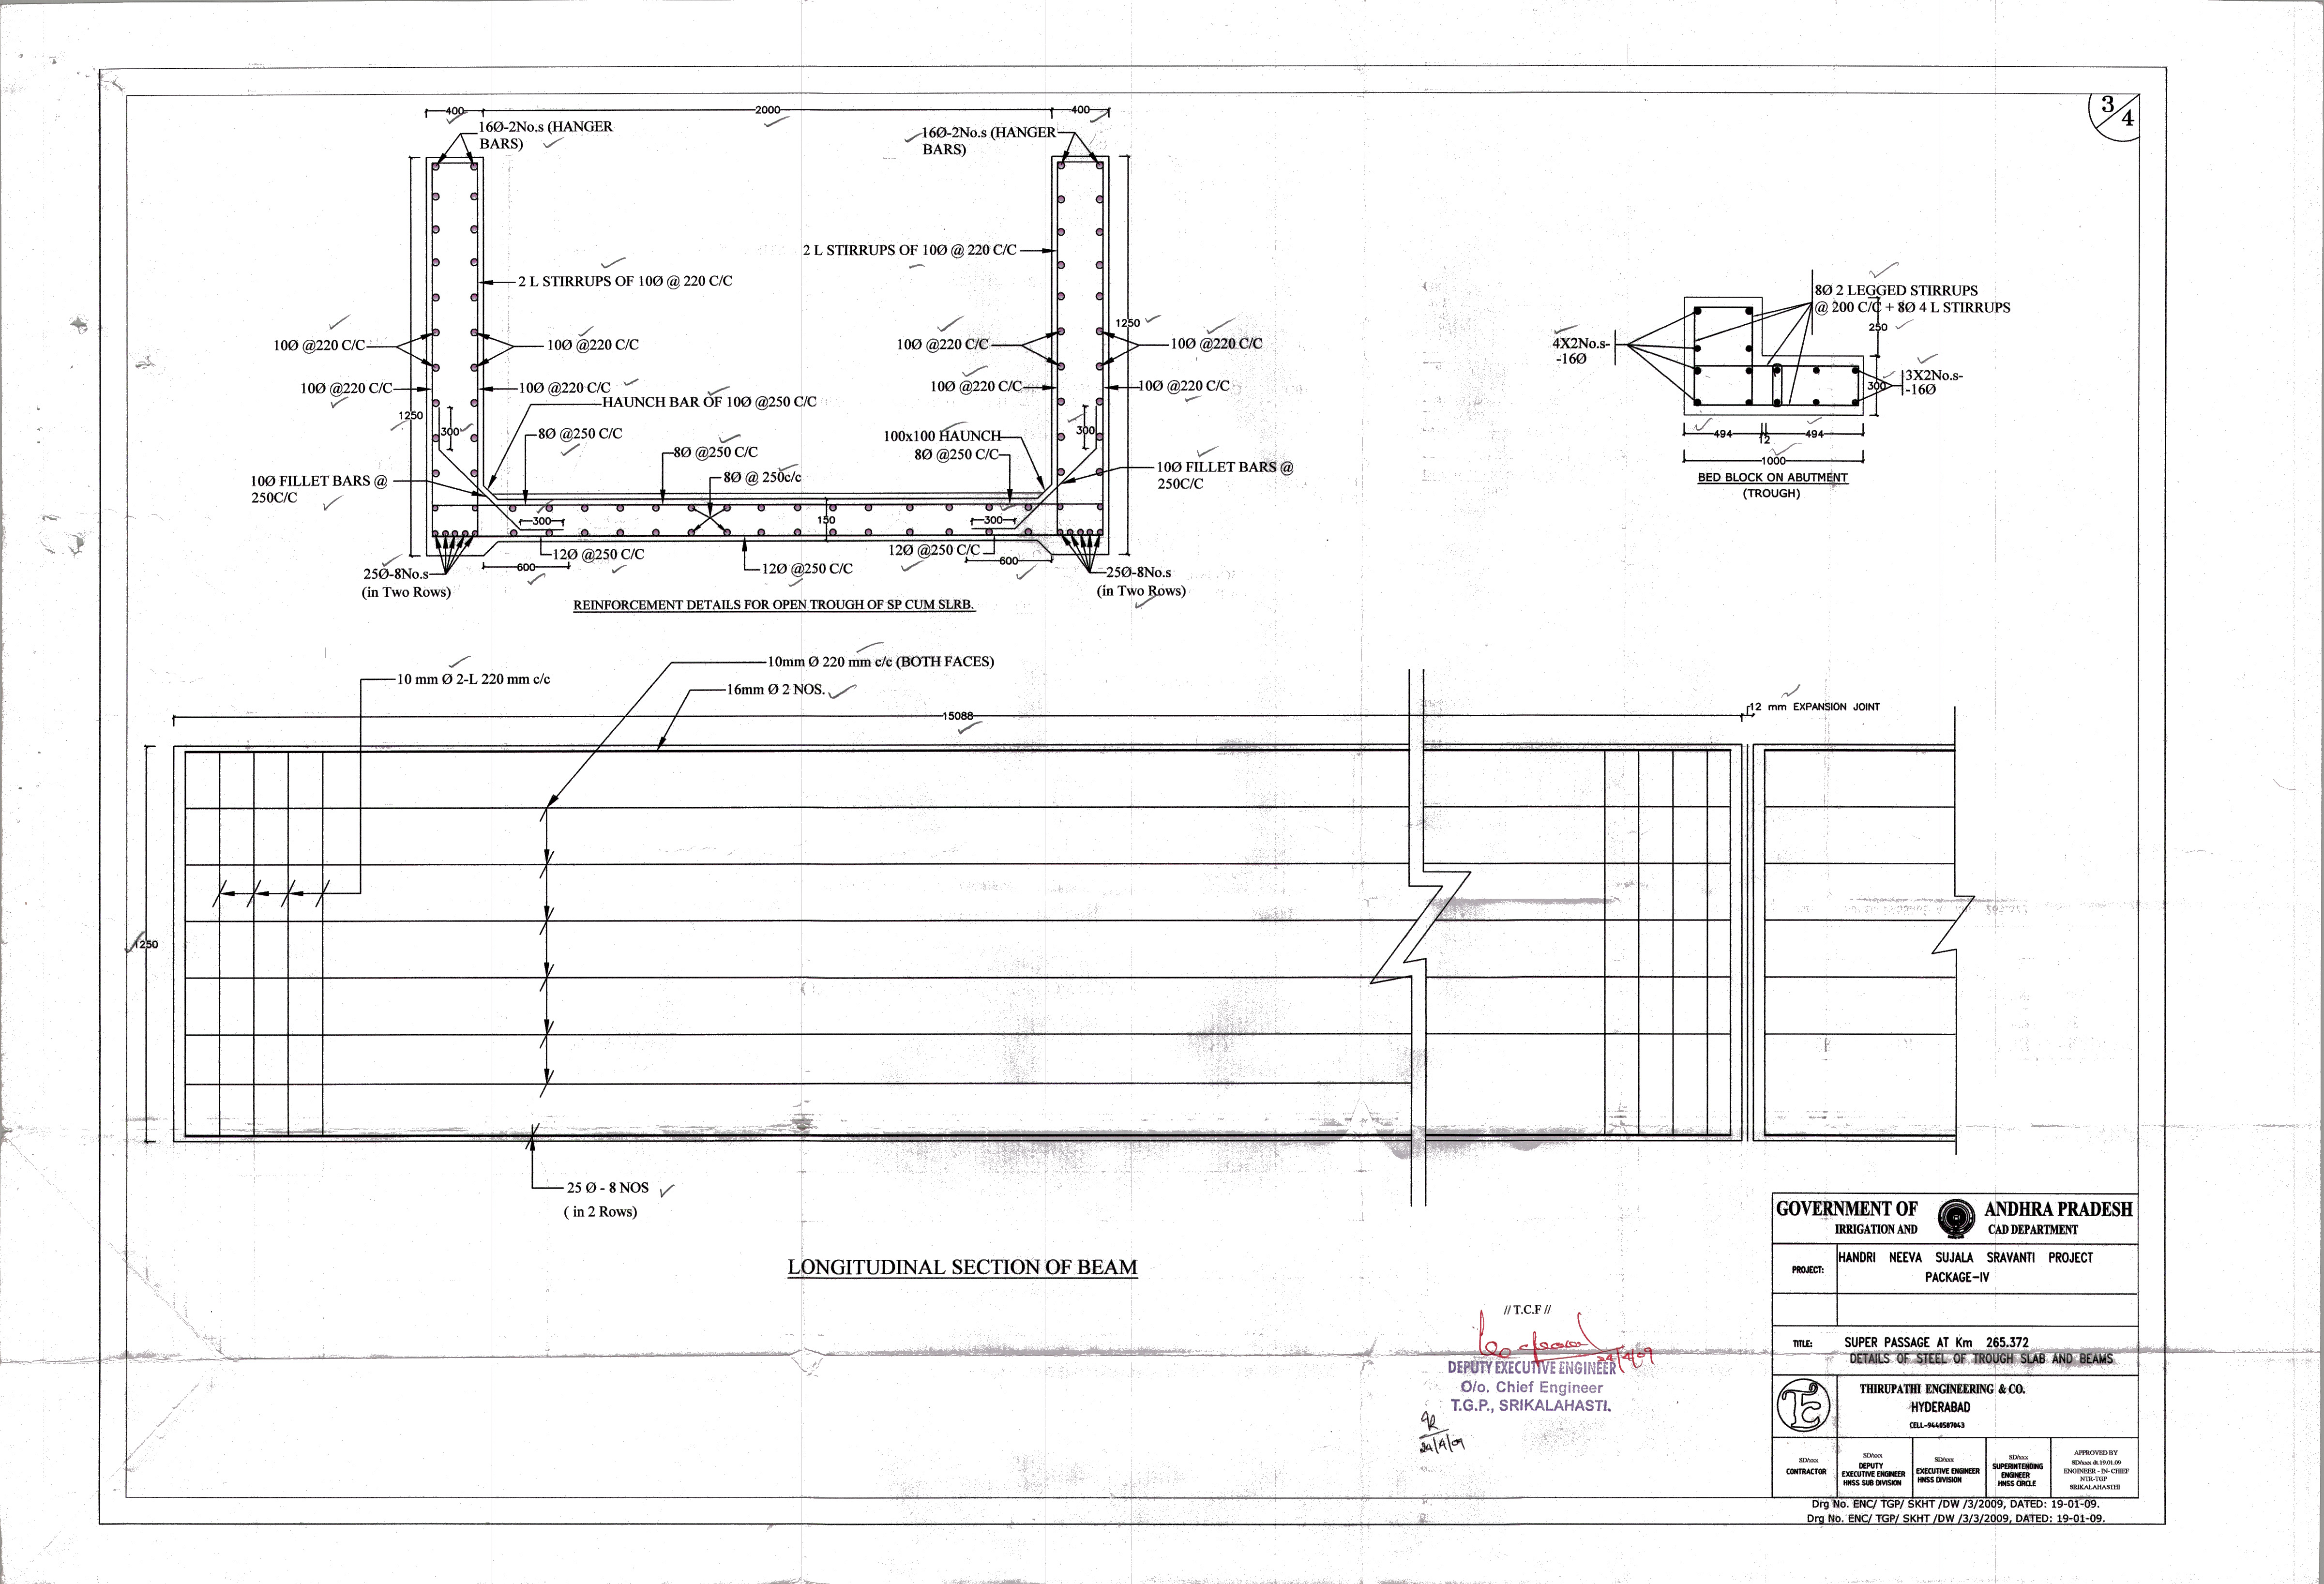 3/4
400
2000
400
16Ø-2No.s (HANGER
BARS)
16Ø-2No.s (HANGER
BARS)
2 L STIRRUPS OF 10Ø @ 220 C/C
2 L STIRRUPS OF 10Ø @ 220 C/C
1250
10Ø @220 C/C
10Ø @220 C/C
10Ø @220 C/C
10Ø @220 C/C
10Ø @220 C/C
10Ø @220 C/C
10Ø @220 C/C
10Ø @220 C/C
HAUNCH BAR OF 10Ø @250 C/C
1250
300
8Ø @250 C/C
100x100 HAUNCH
300
8Ø @250 C/C
8Ø @250 C/C
8Ø @ 250c/c
10Ø FILLET BARS @
250C/C
10Ø FILLET BARS @
250C/C
300
150
300
12Ø @250 C/C
12Ø @250 C/C
600
12Ø @250 C/C
600
25Ø-8No.s
(in Two Rows)
25Ø-8No.s
(in Two Rows)
REINFORCEMENT DETAILS FOR OPEN TROUGH OF SP CUM SLRB.
8Ø 2 LEGGED STIRRUPS
@ 200 C/C + 8Ø 4 L STIRRUPS
250
4X2No.s-
-16Ø
3X2No.s-
-16Ø
300
494
12
494
1000
BED BLOCK ON ABUTMENT
(TROUGH)
10mm Ø 220 mm c/c (BOTH FACES)
10 mm Ø 2-L 220 mm c/c
16mm Ø 2 NOS.
15088
12 mm EXPANSION JOINT
1250
25 Ø - 8 NOS
( in 2 Rows)
LONGITUDINAL SECTION OF BEAM
// T.C.F //
24/4/09
DEPUTY EXECUTIVE ENGINEER
O/o. Chief Engineer
T.G.P., SRIKALAHASTI.
24/4/09
GOVERNMENT OF ANDHRA PRADESH
IRRIGATION AND CAD DEPARTMENT
PROJECT: HANDRI NEEVA SUJALA SRAVANTI PROJECT
PACKAGE-IV
TITLE: SUPER PASSAGE AT Km 265.372
DETAILS OF STEEL OF TROUGH SLAB AND BEAMS
THIRUPATHI ENGINEERING & CO.
HYDERABAD
CELL-9440587043
SD/xxx
CONTRACTOR
SD/xxx
DEPUTY
EXECUTIVE ENGINEER
HNSS SUB DIVISION
SD/xxx
EXECUTIVE ENGINEER
HNSS DIVISION
SD/xxx
SUPERINTENDING
ENGINEER
HNSS CIRCLE
APPROVED BY
SD/xxx dt.19.01.09
ENGINEER - IN- CHIEF
NTR-TGP
SRIKALAHASTHI
Drg No. ENC/ TGP/ SKHT /DW /3/2009, DATED: 19-01-09.
Drg No. ENC/ TGP/ SKHT /DW /3/3/2009, DATED: 19-01-09.